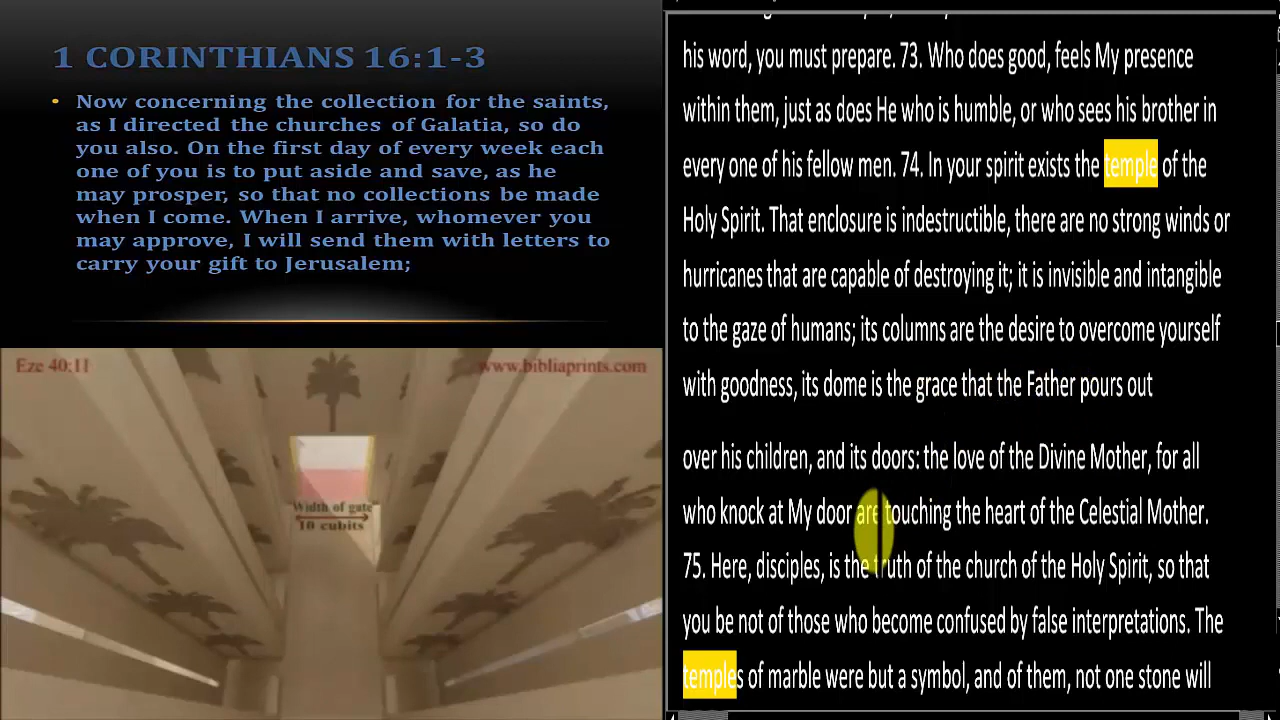 1 CORINTHIANS 16:1-3
• Now concerning the collection for the saints,
as I directed the churches of Galatia, so do
you also. On the first day of every week each
one of you is to put aside and save, as he
may prosper, so that no collections be made
when I come. When I arrive, whomever you
may approve, I will send them with letters to
carry your gift to Jerusalem;
Eze 40:11
www.bibliaprints.com
Width of gate
10 cubits
his word, you must prepare. 73. Who does good, feels My presence
within them, just as does He who is humble, or who sees his brother in
every one of his fellow men. 74. In your spirit exists the temple of the
Holy Spirit. That enclosure is indestructible, there are no strong winds or
hurricanes that are capable of destroying it; it is invisible and intangible
to the gaze of humans; its columns are the desire to overcome yourself
with goodness, its dome is the grace that the Father pours out
over his children, and its doors: the love of the Divine Mother, for all
who knock at My door are touching the heart of the Celestial Mother.
75. Here, disciples, is the truth of the church of the Holy Spirit, so that
you be not of those who become confused by false interpretations. The
temples of marble were but a symbol, and of them, not one stone will